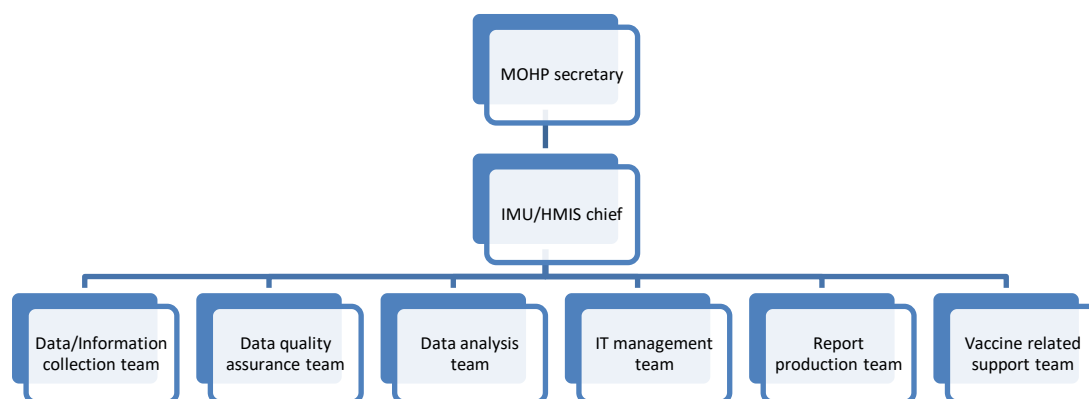 MOHP secretary
IMU/HMIS chief
Data/Information
collection team
Data quality
assurance team
Data analysis
team
IT management
team
Report
production team
Vaccine related
support team